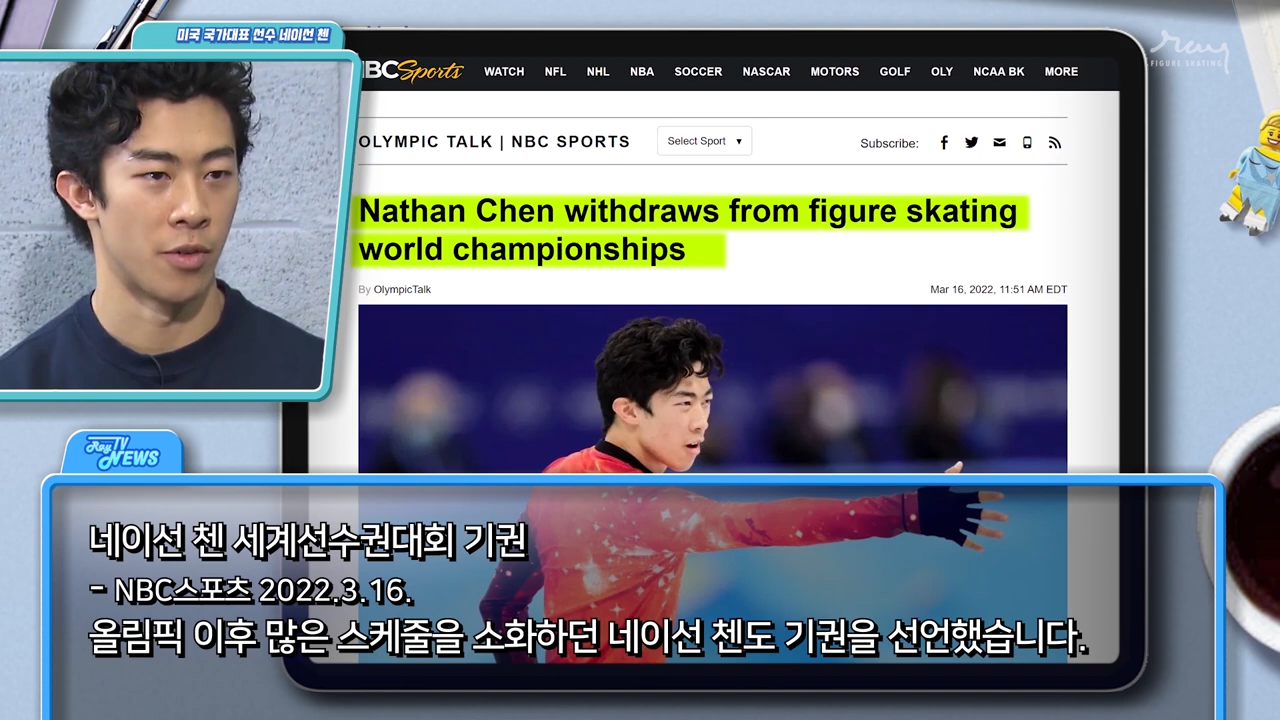 미국 국가대표 선수 네이선 첸
NBC Sports WATCH NFL NHL NBA SOCCER NASCAR MOTORS GOLF OLY NCAA BK MORE
ray
FIGURE SKATING
OLYMPIC TALK | NBC SPORTS
Select Sport ▼
Subscribe:
Nathan Chen withdraws from figure skating
world championships
By OlympicTalk
Mar 16, 2022, 11:51 AM EDT
Ray TV
NEWS
네이선 첸 세계선수권대회 기권
- NBC스포츠 2022.3.16.
올림픽 이후 많은 스케줄을 소화하던 네이선 첸도 기권을 선언했습니다.